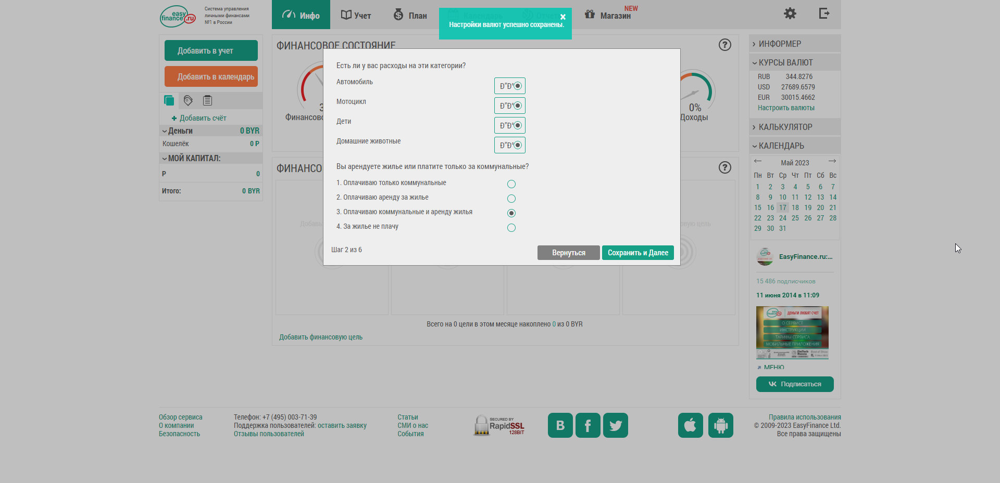 easy finance.ru
Система управления
личными финансами
№1 в России
Инфо
Учет
План
Календарь
Отчет
Магазин
NEW
Настройки валют успешно сохранены.
Добавить в учет
Добавить в календарь
Добавить счёт
Деньги 0 BYR
Кошелёк 0 Р
МОЙ КАПИТАЛ:
Р 0
Итого: 0 BYR
ФИНАНСОВОЕ СОСТОЯНИЕ
?
Финансово
0%
Доходы
Есть ли у вас расходы на эти категории?
Автомобиль Ð”Ð°
Мотоцикл Ð”Ð°
Дети Ð”Ð°
Домашние животные Ð”Ð°
Вы арендуете жилье или платите только за коммунальные?
1. Оплачиваю только коммунальные
2. Оплачиваю аренду за жилье
3. Оплачиваю коммунальные и аренду жилья
4. За жилье не плачу
Шаг 2 из 6
Вернуться
Сохранить и Далее
ФИНАНСО
?
Добавь
овую цель
Всего на 0 цели в этом месяце накоплено 0 из 0 BYR
Добавить финансовую цель
ИНФОРМЕР
КУРСЫ ВАЛЮТ
RUB 344.8276
USD 27689.6579
EUR 30015.4662
Настроить валюты
КАЛЬКУЛЯТОР
КАЛЕНДАРЬ
Май 2023
Пн Вт Ср Чт Пт Сб Вс
1 2 3 4 5 6 7
8 9 10 11 12 13 14
15 16 17 18 19 20 21
22 23 24 25 26 27 28
29 30 31
EasyFinance.ru:...
15 486 подписчиков
11 июня 2014 в 11:09
easy finance.ru ДЕНЬГИ ЛЮБЯТ СЧЕТ
О СЕРВИСЕ
ИНСТРУКЦИИ
ТАРИФЫ СЕРВИСА
МОБИЛЬНЫЕ ПРИЛОЖЕНИЯ
МЕНЮ
Подписаться
Обзор сервиса
О компании
Безопасность
Телефон: +7 (495) 003-71-39
Поддержка пользователей: оставить заявку
Отзывы пользователей
Статьи
СМИ о нас
События
SECURED BY
RapidSSL
128BIT
В
f
Правила использования
© 2009-2023 EasyFinance Ltd.
Все права защищены